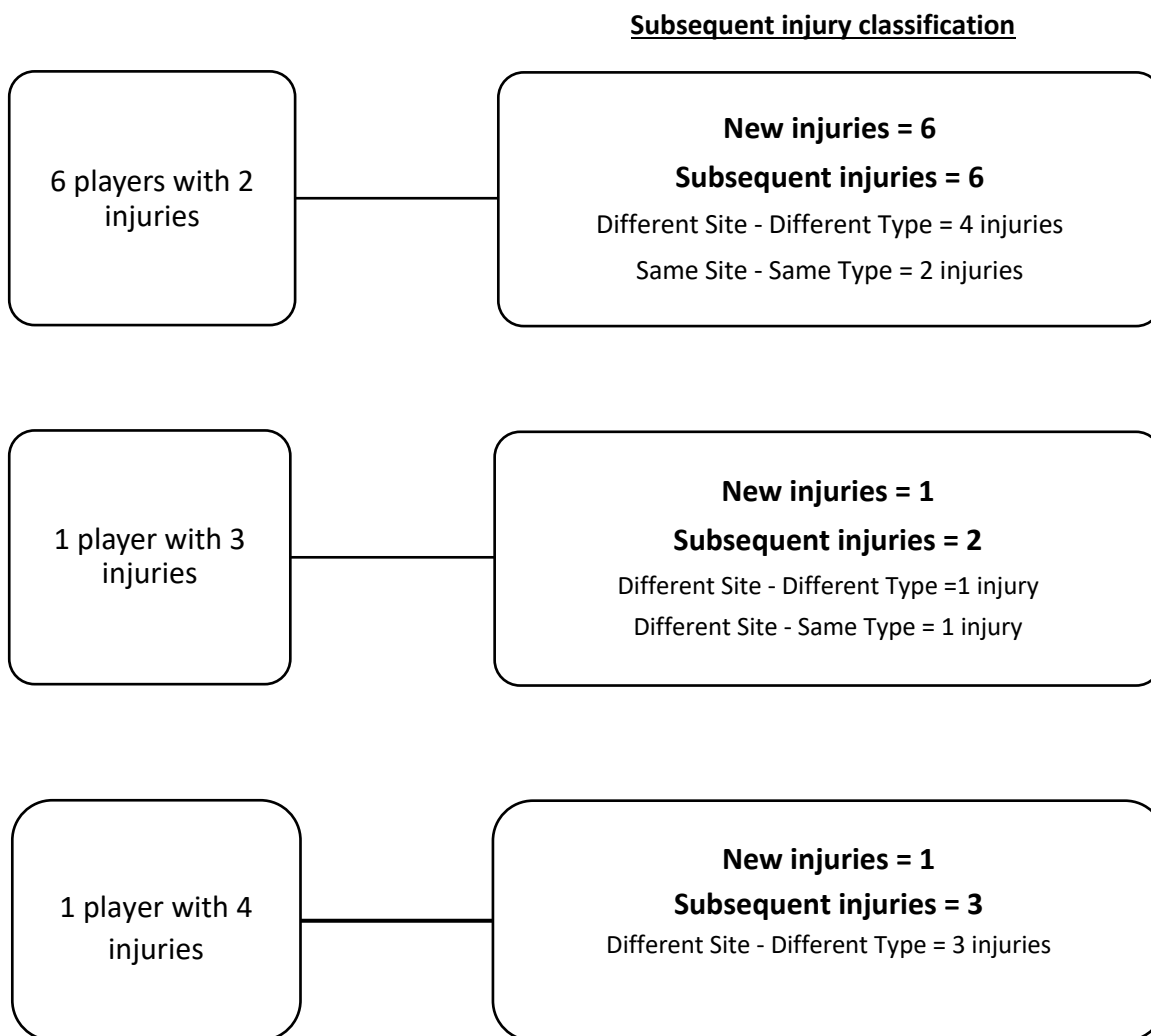 Subsequent injury classification
6 players with 2
injuries
New injuries = 6
Subsequent injuries = 6
Different Site - Different Type = 4 injuries
Same Site - Same Type = 2 injuries
1 player with 3
injuries
New injuries = 1
Subsequent injuries = 2
Different Site - Different Type =1 injury
Different Site - Same Type = 1 injury
1 player with 4
injuries
New injuries = 1
Subsequent injuries = 3
Different Site - Different Type = 3 injuries